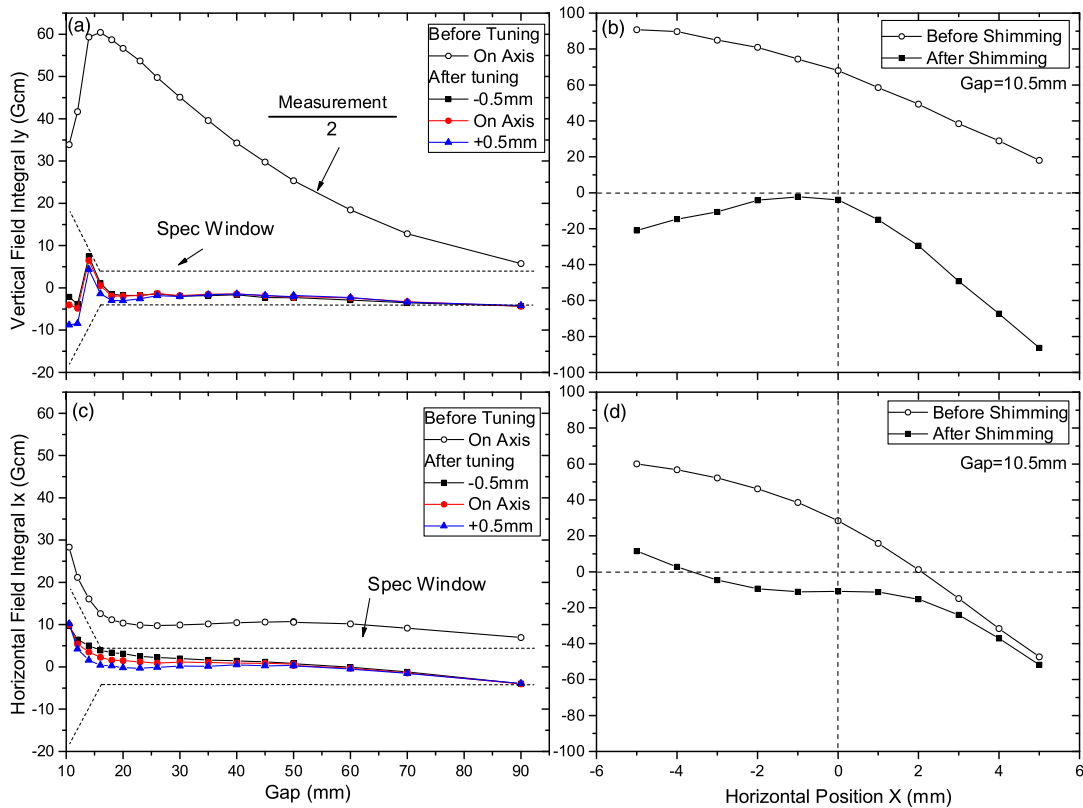 (a)
Before Tuning
On Axis
After tuning
-0.5mm
On Axis
+0.5mm
Measurement
2
Spec Window
Vertical Field Integral Iy (Gcm)
60
50
40
30
20
10
0
-10
-20
(b)
Before Shimming
After Shimming
Gap=10.5mm
100
80
60
40
20
0
-20
-40
-60
-80
-100
(c)
Before Tuning
On Axis
After tuning
-0.5mm
On Axis
+0.5mm
Spec Window
Horizontal Field Integral Ix (Gcm)
60
50
40
30
20
10
0
-10
-20
10 20 30 40 50 60 70 80 90
Gap (mm)
(d)
Before Shimming
After Shimming
Gap=10.5mm
100
80
60
40
20
0
-20
-40
-60
-80
-100
-6 -4 -2 0 2 4 6
Horizontal Position X (mm)